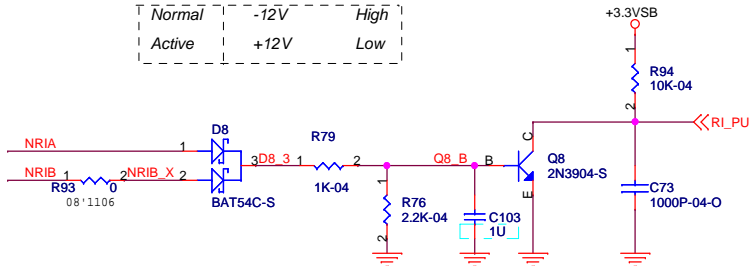 Normal -12V High
Active +12V Low
+3.3VSB
1
R94
10K-04
2
RI_PU
NRIA
1
D8
3
D8_3
1
R79
2
1K-04
Q8_B
B
C
Q8
2N3904-S
E
NRIB
1
R93
0
2
NRIB_X
2
BAT54C-S
08'1106
1
R76
2.2K-04
2
C103
1U
C73
1000P-04-O